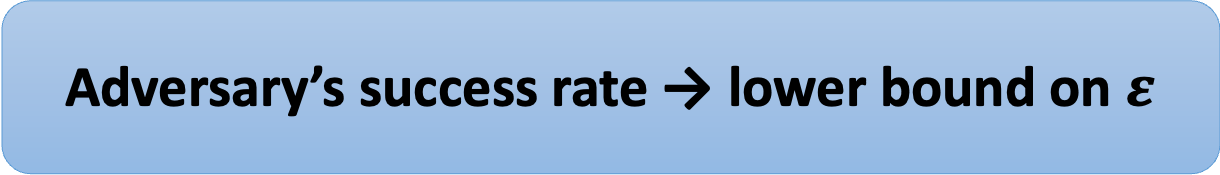 Adversary’s success rate → lower bound on 𝜺